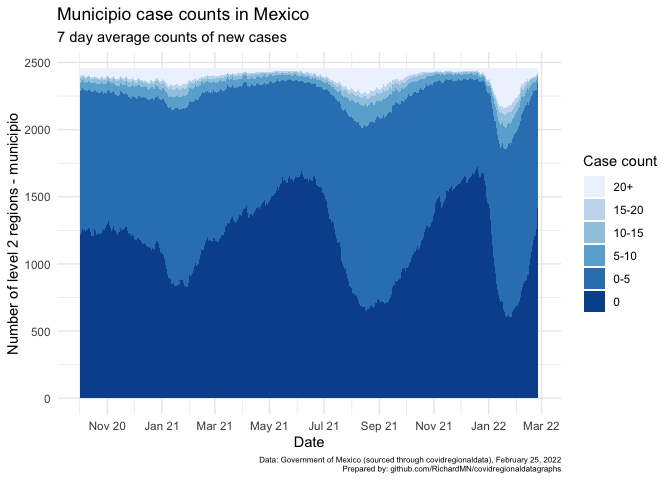 Municipio case counts in Mexico
7 day average counts of new cases
Number of level 2 regions - municipio
2500
2000
1500
1000
500
0
Nov 20
Jan 21
Mar 21
May 21
Jul 21
Sep 21
Nov 21
Jan 22
Mar 22
Date
Case count
20+
15-20
10-15
5-10
0-5
0
Data: Government of Mexico (sourced through covidregionaldata), February 25, 2022
Prepared by: github.com/RichardMN/covidregionaldatagraphs